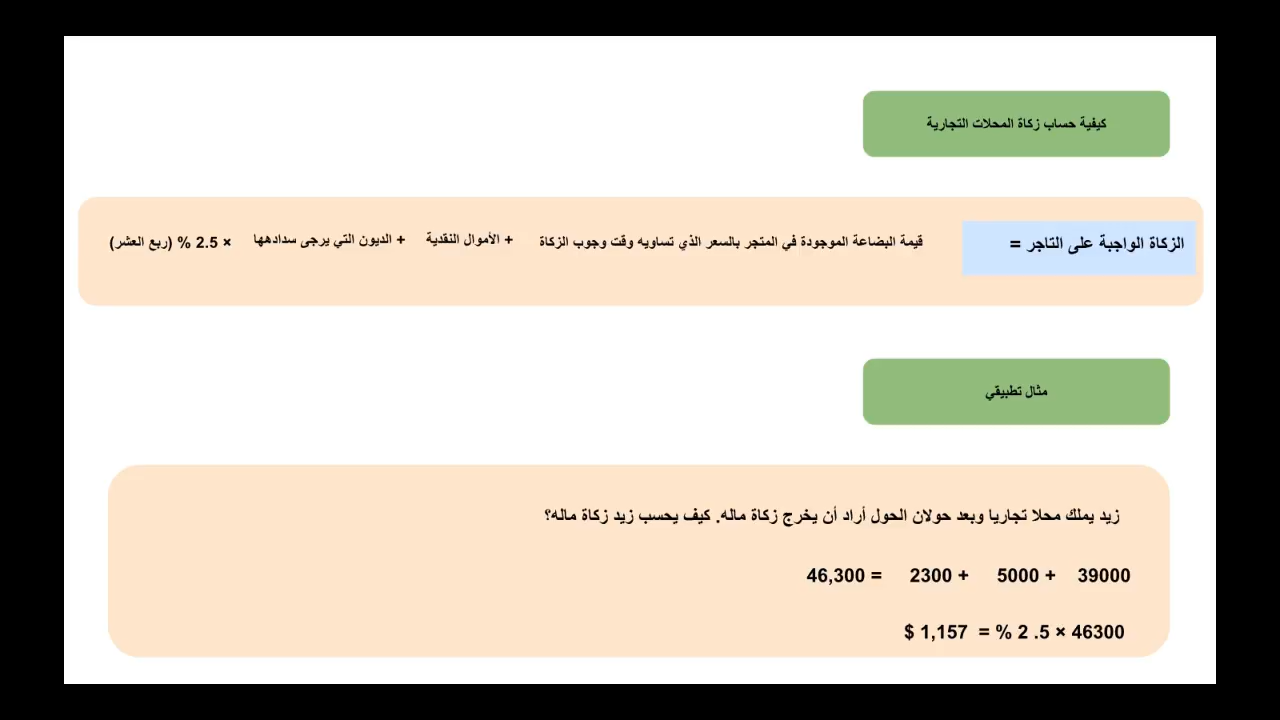 كيفية حساب زكاة المحلات التجارية
الزكاة الواجبة على التاجر = قيمة البضاعة الموجودة في المتجر بالسعر الذي تساويه وقت وجوب الزكاة + الأموال النقدية + الديون التي يرجى سدادهها × 2.5 % (ربع العشر)
مثال تطبيقي
زيد يملك محلا تجاريا وبعد حولان الحول أراد أن يخرج زكاة ماله. كيف يحسب زيد زكاة ماله؟
39000 + 5000 + 2300 = 46,300
46300 × 2 .5 % = 1,157 $